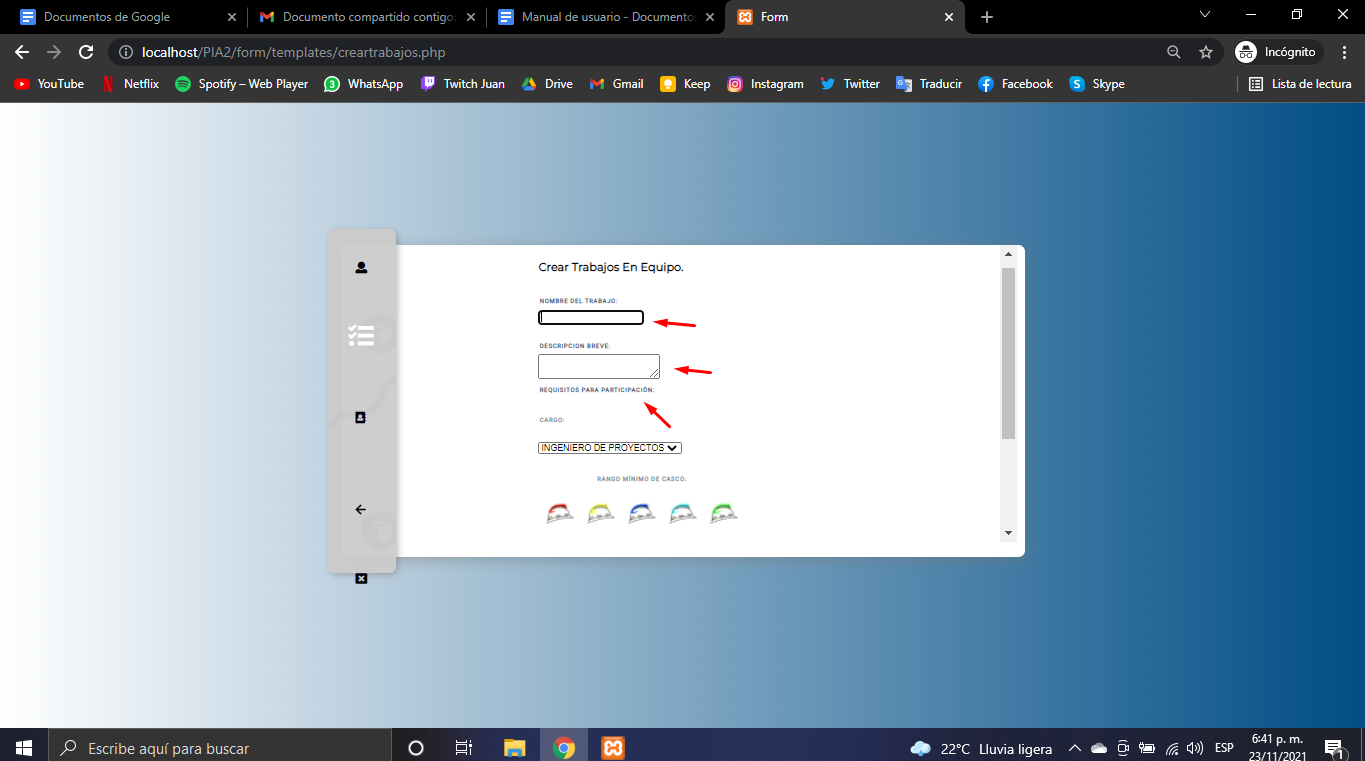 Documentos de Google
Documento compartido contigo:
Manual de usuario - Documentos
Form
localhost/PIA2/form/templates/creartrabajos.php
Incógnito
YouTube
Netflix
Spotify – Web Player
3
WhatsApp
Twitch Juan
Drive
Gmail
Keep
Instagram
Twitter
Traducir
Facebook
S
Skype
Lista de lectura
Crear Trabajos En Equipo.
NOMBRE DEL TRABAJO:
DESCRIPCION BREVE:
REQUISITOS PARA PARTICIPACIÓN:
CARGO:
INGENIERO DE PROYECTOS
RANGO MÍNIMO DE CASCO:
Escribe aquí para buscar
22°C Lluvia ligera
ESP
6:41 p. m.
23/11/2021
1